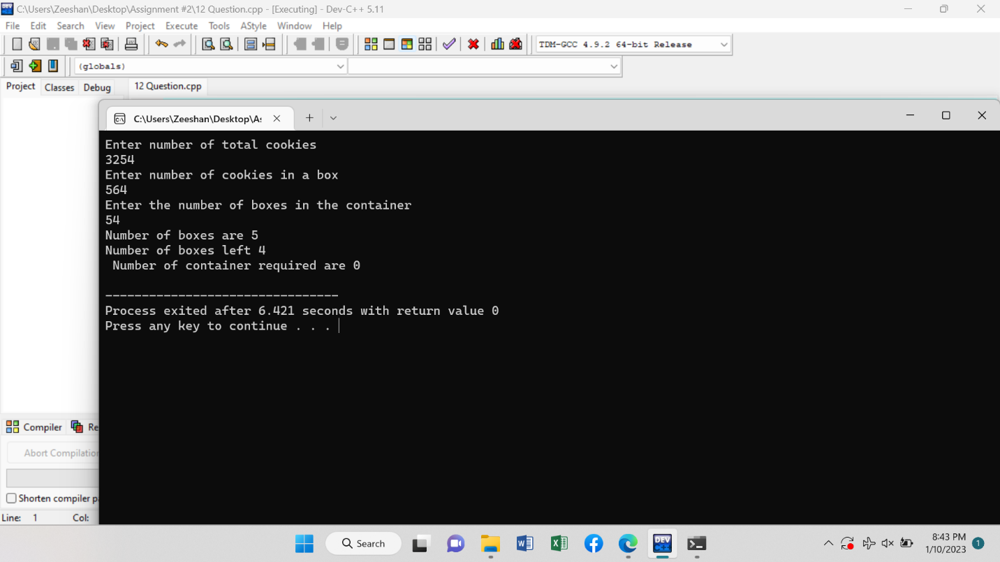 C:\Users\Zeeshan\Desktop\Assignment #2\12 Question.cpp - [Executing] - Dev-C++ 5.11
File Edit Search View Project Execute Tools AStyle Window Help
TDM-GCC 4.9.2 64-bit Release
(globals)
Project Classes Debug 12 Question.cpp
C:\Users\Zeeshan\Desktop\As
Enter number of total cookies
3254
Enter number of cookies in a box
564
Enter the number of boxes in the container
54
Number of boxes are 5
Number of boxes left 4
Number of container required are 0
--------------------------------
Process exited after 6.421 seconds with return value 0
Press any key to continue . . .
Compiler Re
Abort Compilation
Shorten compiler pa
Line: 1 Col:
Search
DEV
8:43 PM
1/10/2023
1